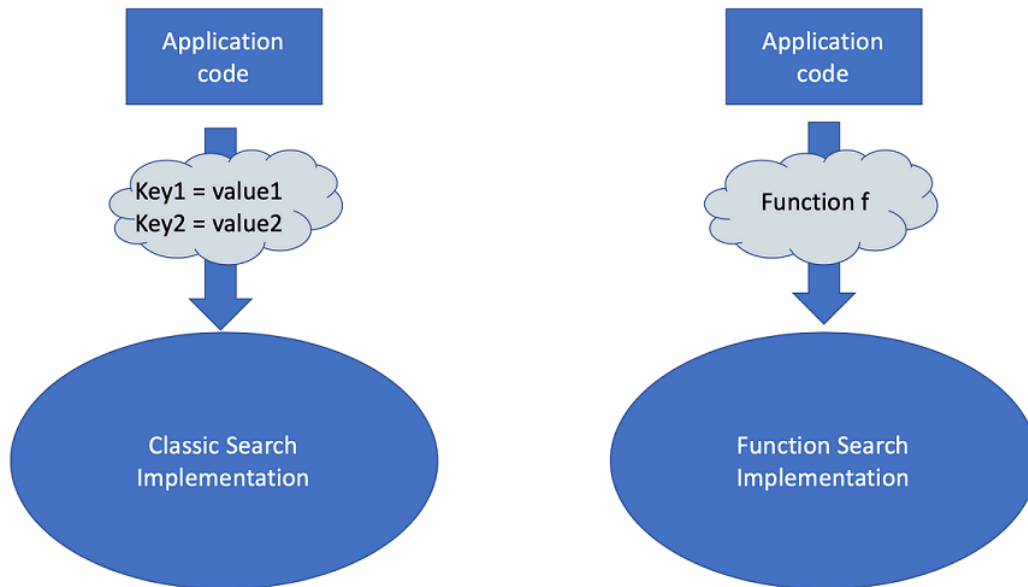 Application
code
Key1 = value1
Key2 = value2
Classic Search
Implementation
Application
code
Function f
Function Search
Implementation